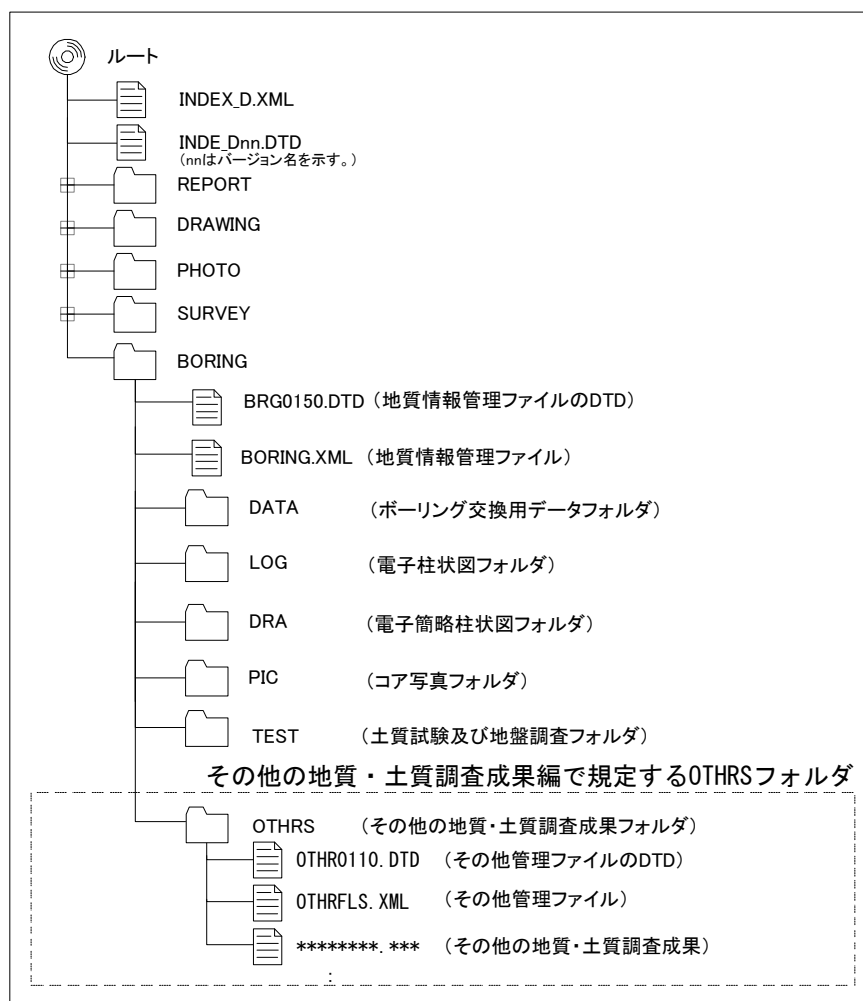 ルート
INDEX_D.XML
INDE_Dnn.DTD
（nnはバージョン名を示す。）
REPORT
DRAWING
PHOTO
SURVEY
BORING
BRG0150.DTD（地質情報管理ファイルのDTD）
BORING.XML（地質情報管理ファイル）
DATA （ボーリング交換用データフォルダ）
LOG （電子柱状図フォルダ）
DRA （電子簡略柱状図フォルダ）
PIC （コア写真フォルダ）
TEST （土質試験及び地盤調査フォルダ）
その他の地質・土質調査成果編で規定するOTHRSフォルダ
OTHRS （その他の地質・土質調査成果フォルダ）
OTHR0110.DTD （その他管理ファイルのDTD）
OTHRFLS.XML （その他管理ファイル）
********.*** （その他の地質・土質調査成果）
：